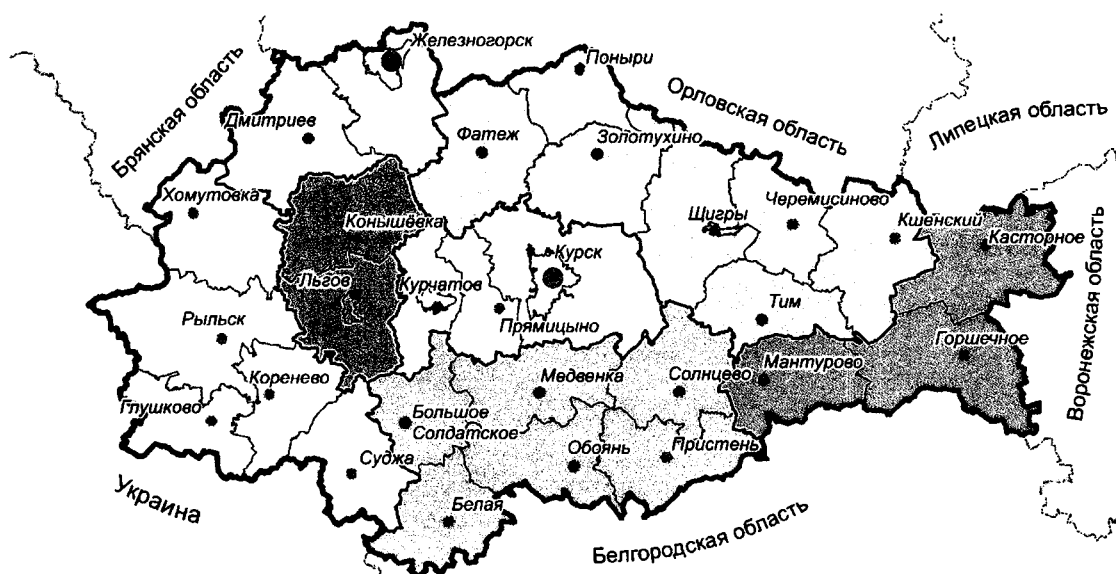 Железногорск
Поныри
Брянская область
Орловская область
Липецкая область
Дмитриев
Фатеж
Золотухино
Хомутовка
Конышёвка
Щигры
Черемисиново
Кшенский
Касторное
Воронежская область
Льгов
Курчатов
Курск
Тим
Рыльск
Прямицыно
Горшечное
Коренево
Медвенка
Солнцево
Мантурово
Глушково
Большое
Солдатское
Суджа
Обоянь
Пристень
Украина
Белая
Белгородская область